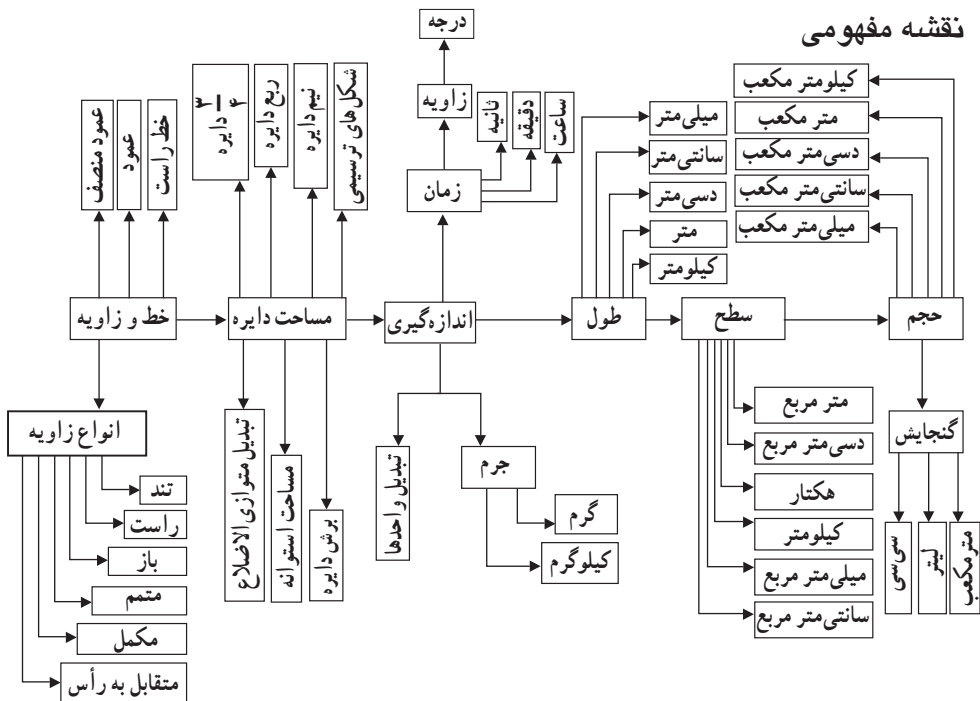 نقشه مفهومی
درجه
زاویه
زمان
ثانیه
دقیقه
ساعت
کیلومتر مکعب
متر مکعب
دسی‌متر مکعب
سانتی‌متر مکعب
میلی‌متر مکعب
میلی‌متر
سانتی‌متر
دسی‌متر
متر
کیلومتر
شکل‌های ترسیمی
نیم دایره
ربع دایره
۳/۴ دایره
خط راست
عمود
عمود منصف
حجم
سطح
طول
اندازه‌گیری
مساحت دایره
خط و زاویه
گنجایش
متر مکعب
لیتر
سی‌سی
متر مربع
دسی‌متر مربع
هکتار
کیلومتر
میلی‌متر مربع
سانتی‌متر مربع
جرم
گرم
کیلوگرم
تبدیل واحدها
برش دایره
مساحت استوانه
تبدیل متوازی الاضلاع
انواع زاویه
تند
راست
باز
متمم
مکمل
متقابل به رأس